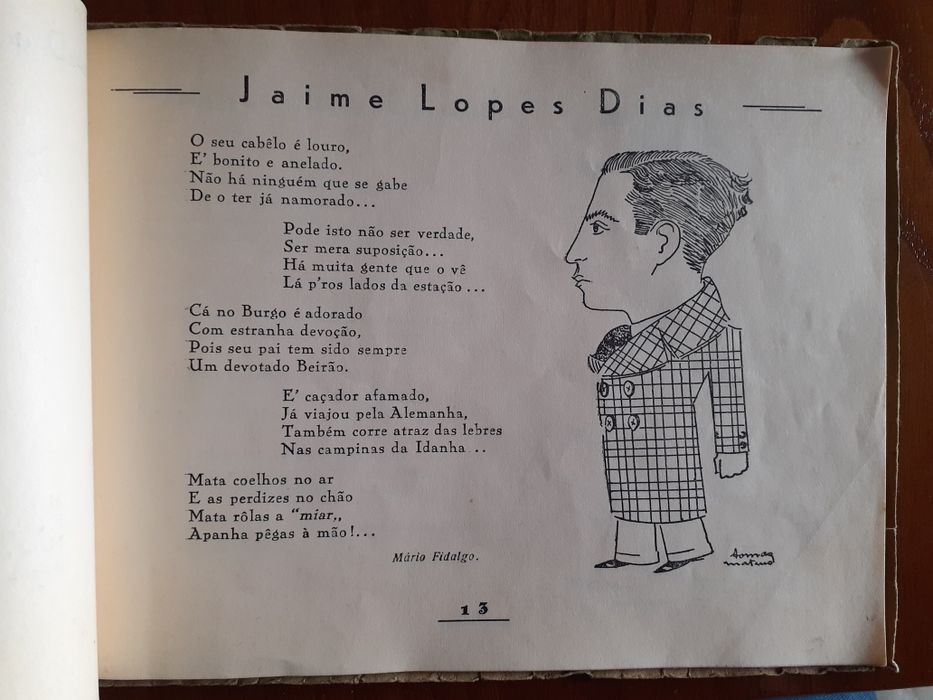 Jaime Lopes Dias
O seu cabêlo é louro,
E' bonito e anelado.
Não há ninguém que se gabe
De o ter já namorado...
Pode isto não ser verdade,
Ser mera suposição...
Há muita gente que o vê
Lá p'ros lados da estação...
Cá no Burgo é adorado
Com estranha devoção,
Pois seu pai tem sido sempre
Um devotado Beirão.
E' caçador afamado,
Já viajou pela Alemanha,
Também corre atraz das lebres
Nas campinas da Idanha ..
Mata coelhos no ar
E as perdizes no chão
Mata rôlas a "miar,,
Apanha pêgas à mão!...
Mário Fidalgo.
Tomaz
mateus
13